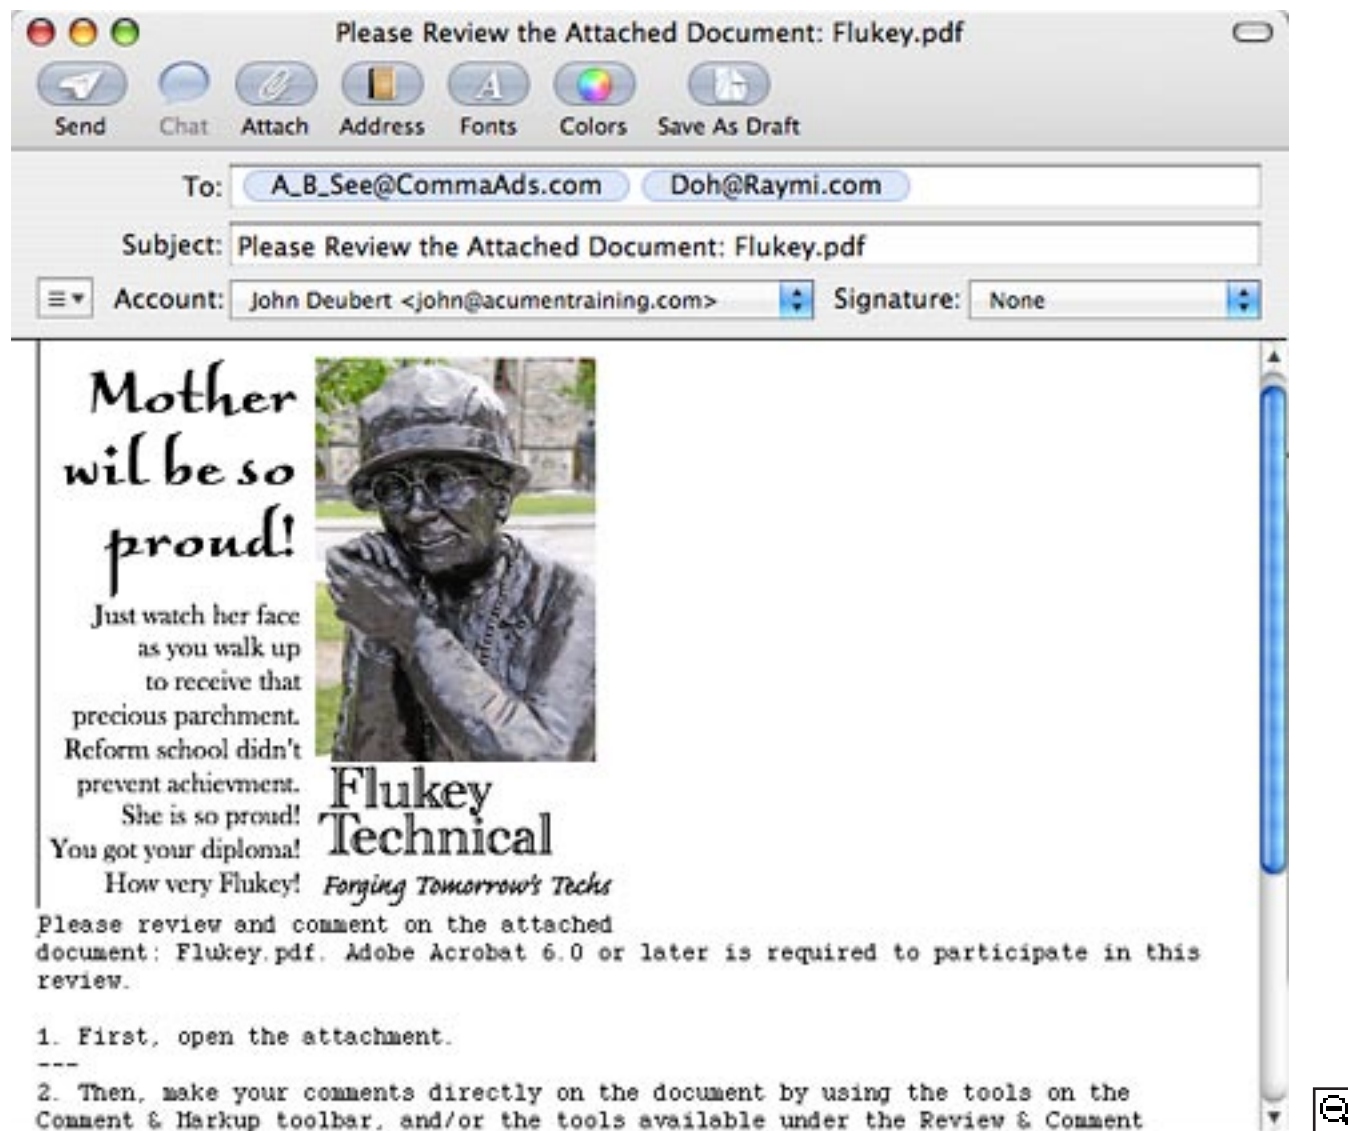 Please Review the Attached Document: Flukey.pdf
Send Chat Attach Address Fonts Colors Save As Draft
To: A_B_See@CommaAds.com Doh@Raymi.com
Subject: Please Review the Attached Document: Flukey.pdf
Account: John Deubert <john@acumentraining.com> Signature: None
Mother
wil be so
proud!
Just watch her face
as you walk up
to receive that
precious parchment.
Reform school didn't
prevent achievment.
She is so proud!
You got your diploma!
How very Flukey!
Flukey
Technical
Forging Tomorrow's Techs
Please review and comment on the attached
document: Flukey.pdf. Adobe Acrobat 6.0 or later is required to participate in this
review.
1. First, open the attachment.
---
2. Then, make your comments directly on the document by using the tools on the
Comment & Markup toolbar, and/or the tools available under the Review & Comment